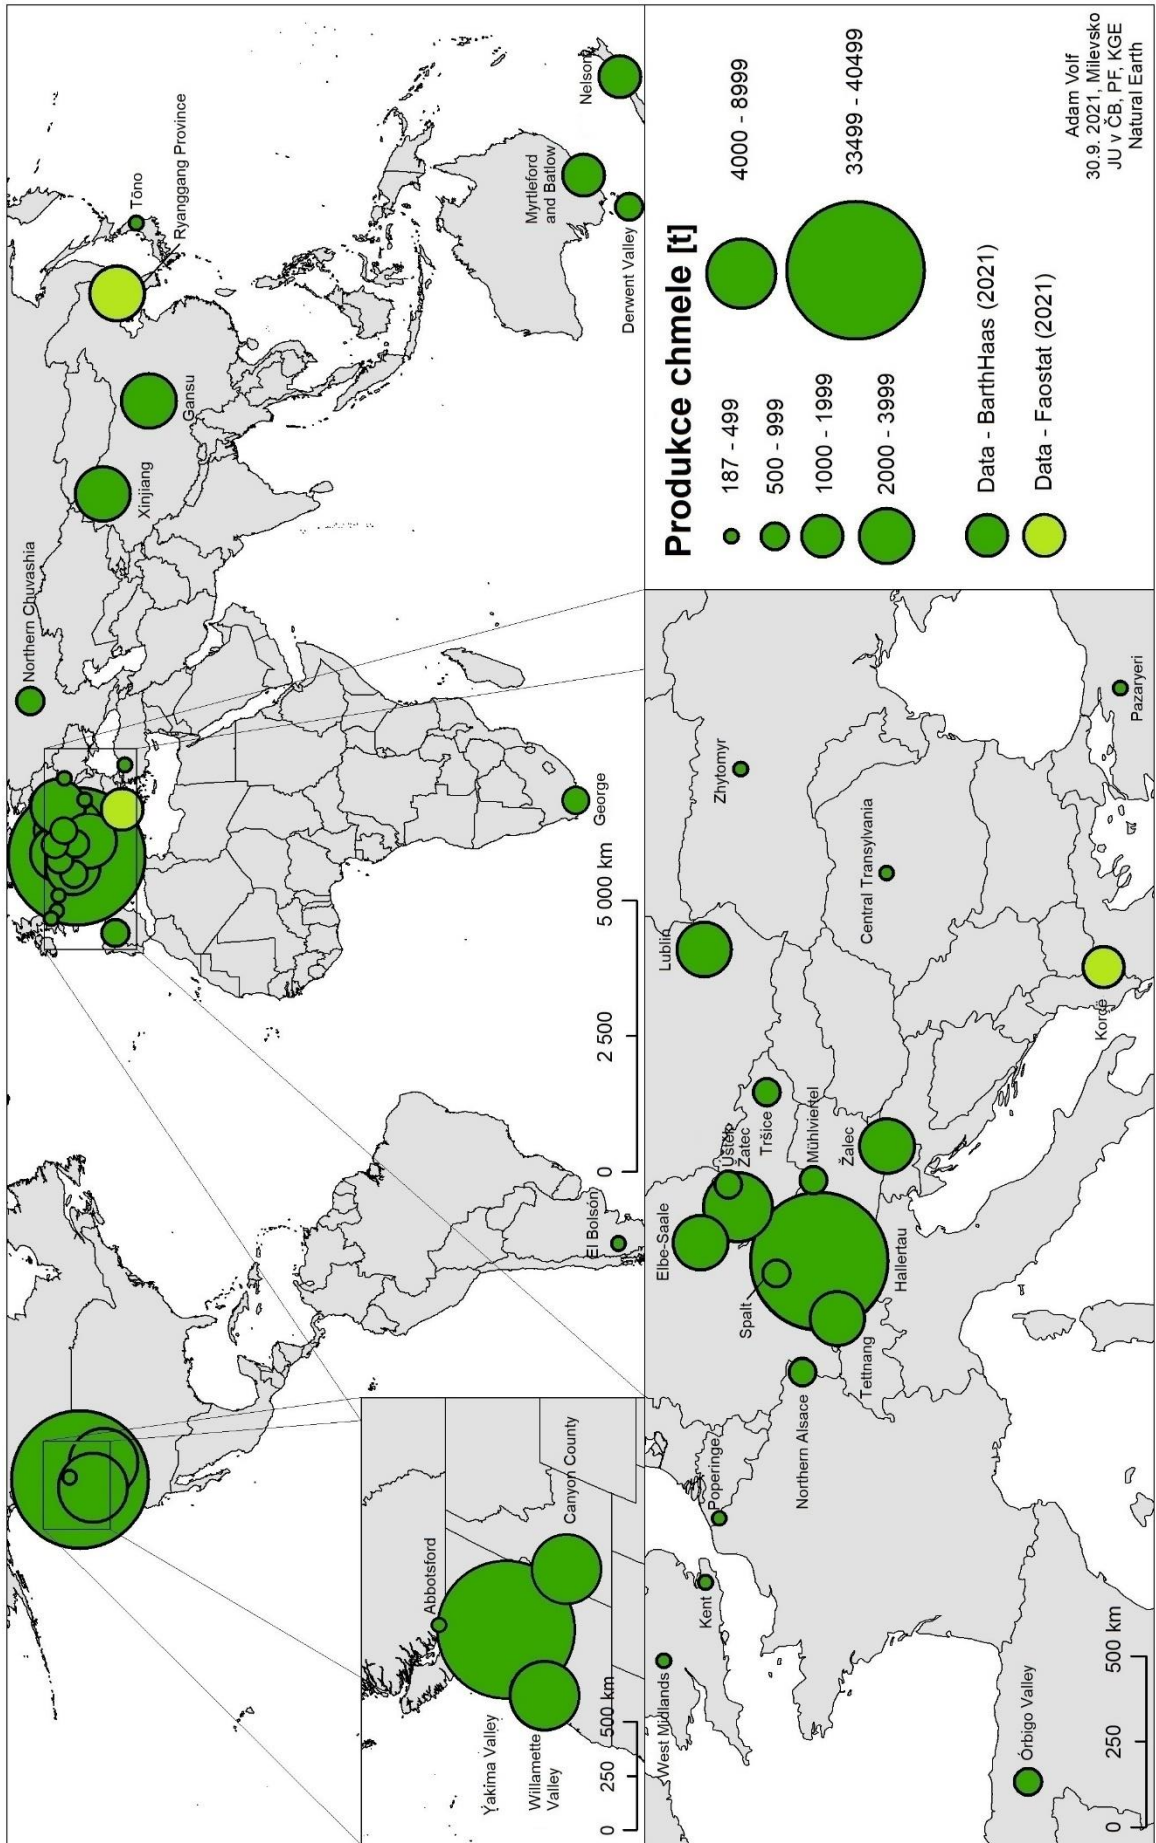 Northern Chuvashia
Xinjiang
Gansu
Ryanggang Province
Tōno
Myrtleford
and Batlow
Nelson
Derwent Valley
George
El Bolsón
0
2 500
5 000 km
Abbotsford
Yakima Valley
Willamette
Valley
Canyon County
0
250
500 km
West Midlands
Kent
Poperinge
Northern Alsace
Órbigo Valley
Elbe-Saale
Spalt
Tettnang
Hallertau
Úštěk
Žatec
Tršice
Mühlviertel
Žalec
Lublin
Zhytomyr
Central Transylvania
Korçë
Pazaryeri
0
250
500 km
Produkce chmele [t]
187 - 499
500 - 999
1000 - 1999
2000 - 3999
4000 - 8999
33499 - 40499
Data - BarthHaas (2021)
Data - Faostat (2021)
Adam Volf
30.9. 2021, Milevsko
JU v ČB, PF, KGE
Natural Earth